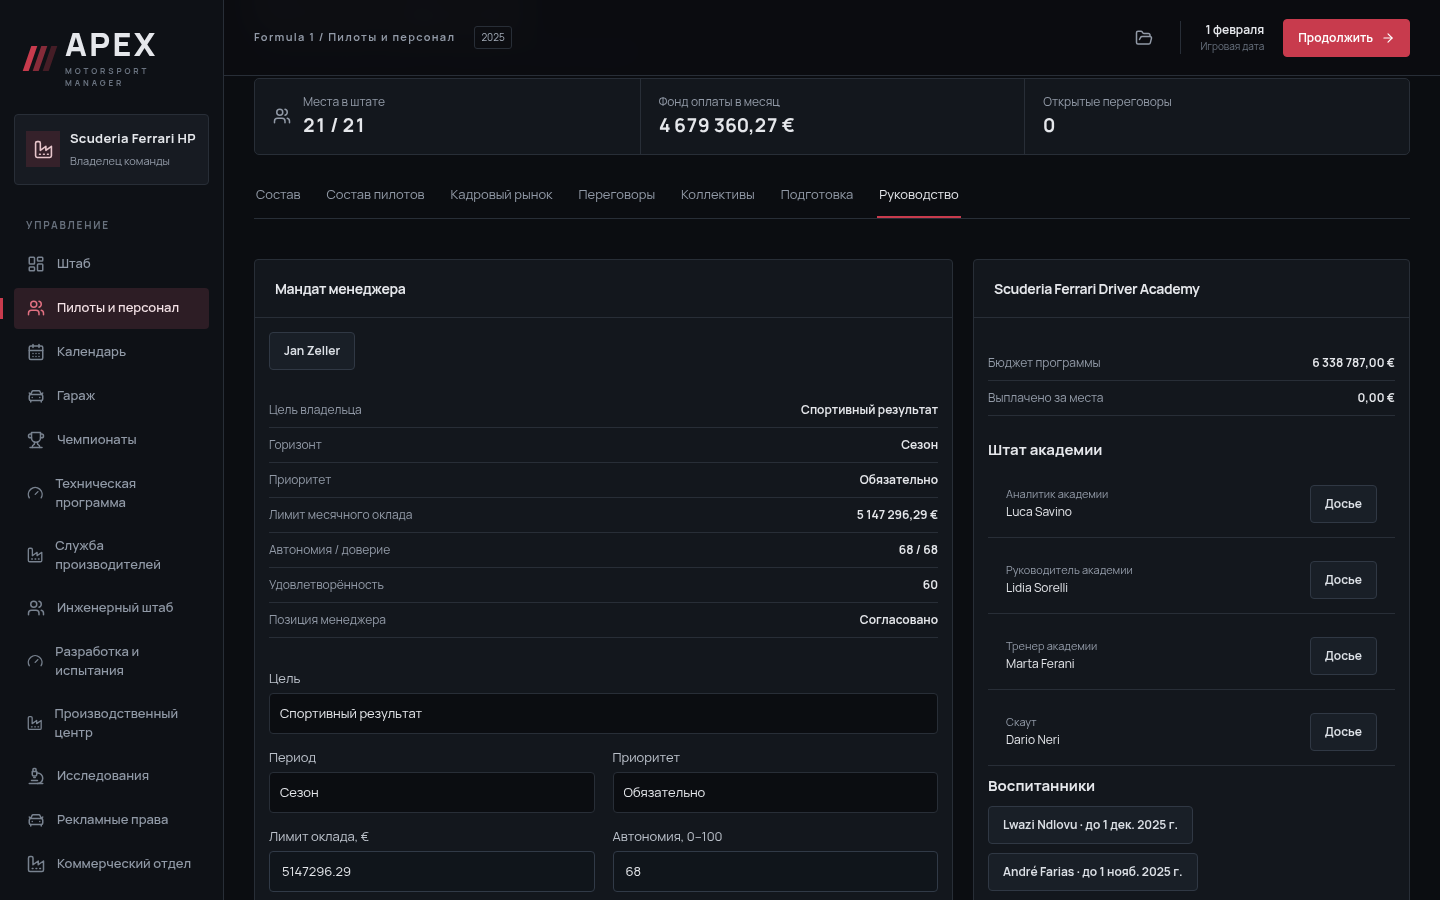 APEX
MOTORSPORT
MANAGER
Scuderia Ferrari HP
Владелец команды
УПРАВЛЕНИЕ
Штаб
Пилоты и персонал
Календарь
Гараж
Чемпионаты
Техническая
программа
Служба
производителей
Инженерный штаб
Разработка и
испытания
Производственный
центр
Исследования
Рекламные права
Коммерческий отдел
Formula 1 / Пилоты и персонал
2025
1 февраля
Игровая дата
Продолжить
Места в штате
21 / 21
Фонд оплаты в месяц
4 679 360,27 €
Открытые переговоры
0
Состав
Состав пилотов
Кадровый рынок
Переговоры
Коллективы
Подготовка
Руководство
Мандат менеджера
Jan Zeller
Цель владельца
Спортивный результат
Горизонт
Сезон
Приоритет
Обязательно
Лимит месячного оклада
5 147 296,29 €
Автономия / доверие
68 / 68
Удовлетворённость
60
Позиция менеджера
Согласовано
Цель
Спортивный результат
Период
Приоритет
Сезон
Обязательно
Лимит оклада, €
Автономия, 0–100
5147296.29
68
Scuderia Ferrari Driver Academy
Бюджет программы
6 338 787,00 €
Выплачено за места
0,00 €
Штат академии
Аналитик академии
Luca Savino
Досье
Руководитель академии
Lidia Sorelli
Досье
Тренер академии
Marta Ferani
Досье
Скаут
Dario Neri
Досье
Воспитанники
Lwazi Ndlovu · до 1 дек. 2025 г.
André Farias · до 1 нояб. 2025 г.